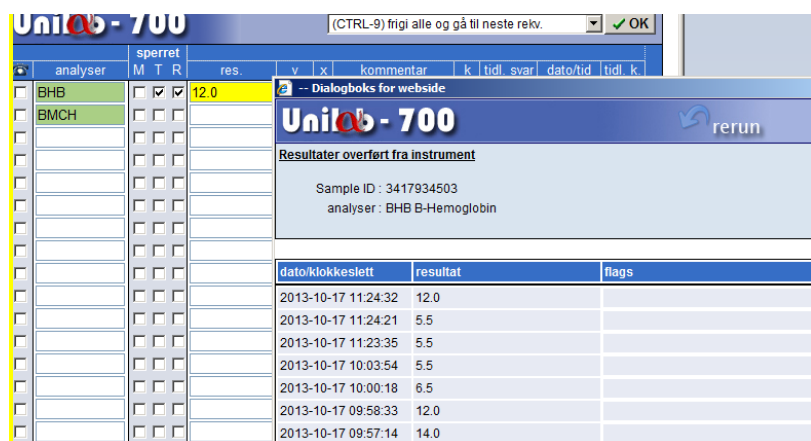 Unilab - 700
(CTRL-9) frigi alle og gå til neste rekv.
OK
sperret
analyser M T R res. v x kommentar k tidl. svar dato/tid tidl. k.
BHB 12.0
BMCH
-- Dialogboks for webside
Unilab - 700
rerun
Resultater overført fra instrument
Sample ID : 3417934503
analyser : BHB B-Hemoglobin
dato/klokkeslett resultat flags
2013-10-17 11:24:32 12.0
2013-10-17 11:24:21 5.5
2013-10-17 11:23:35 5.5
2013-10-17 10:03:54 5.5
2013-10-17 10:00:18 6.5
2013-10-17 09:58:33 12.0
2013-10-17 09:57:14 14.0